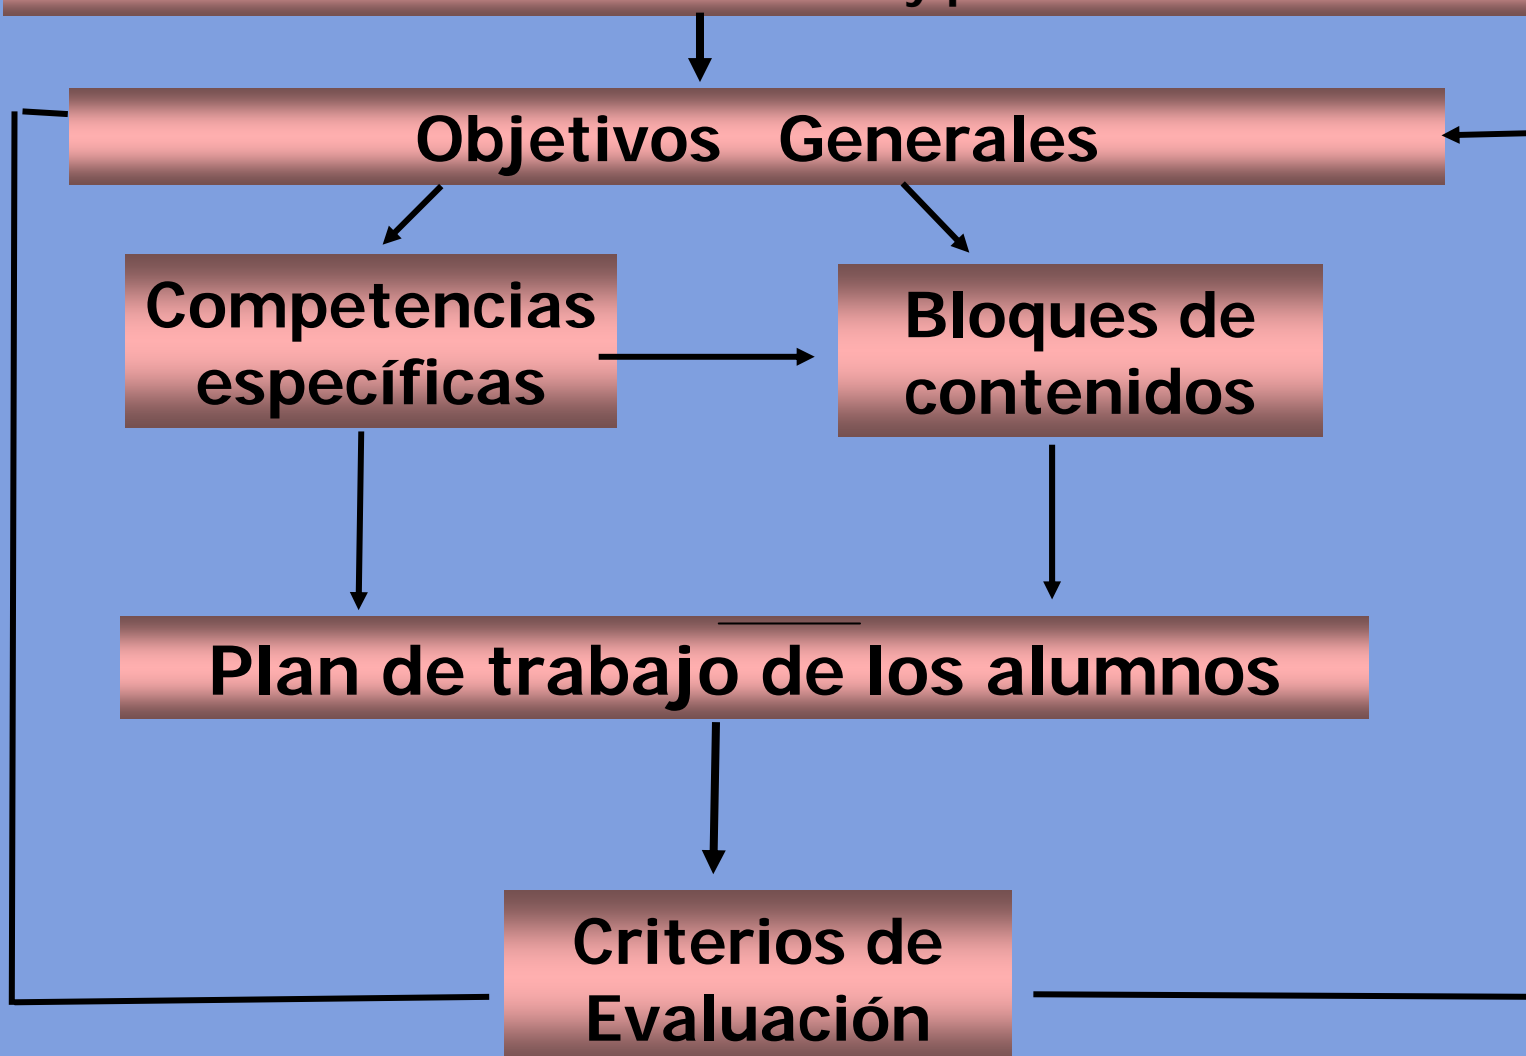 Objetivos Generales
Competencias
específicas
Bloques de
contenidos
Plan de trabajo de los alumnos
Criterios de
Evaluación